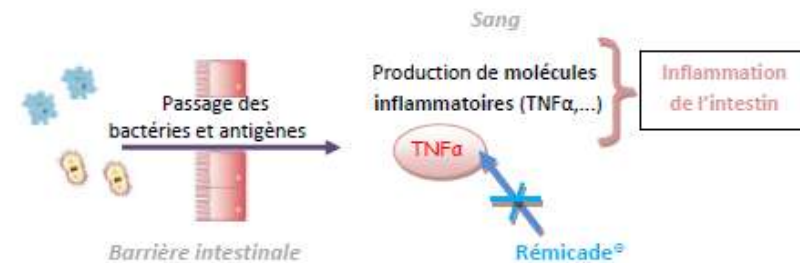 Sang
Production de molécules
inflammatoires (TNFα,...)
Inflammation
de l'intestin
Passage des
bactéries et antigènes
TNFα
Barrière intestinale
Rémicade®